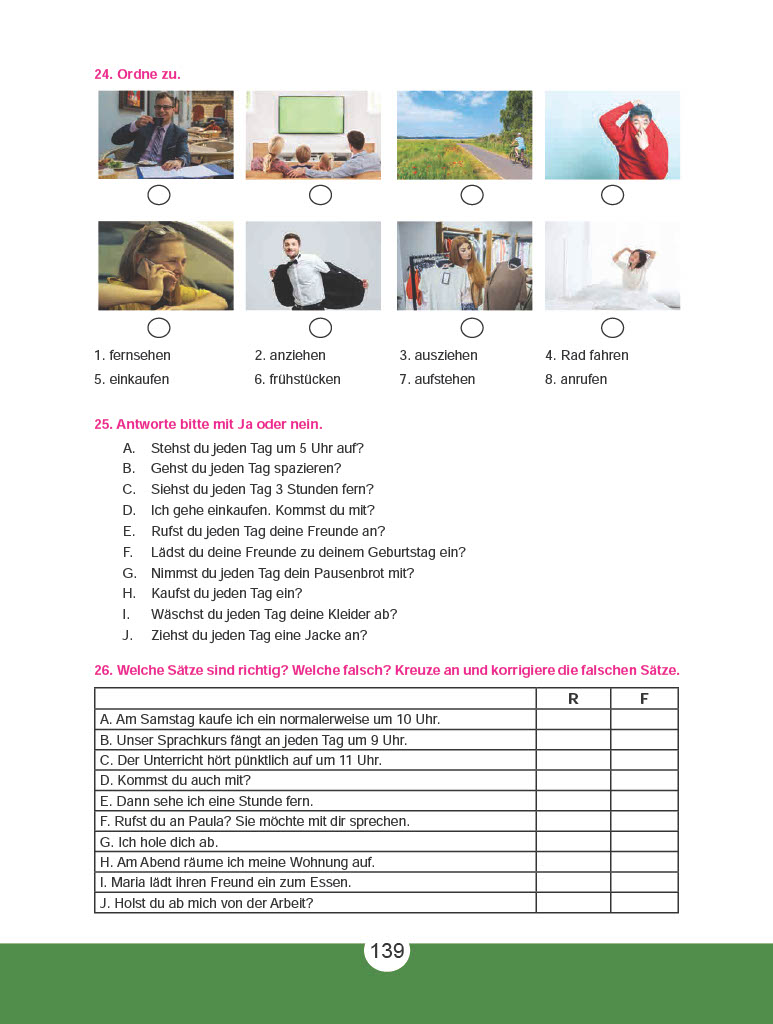 24. Ordne zu.
1. fernsehen 2. anziehen 3. ausziehen 4. Rad fahren
5. einkaufen 6. frühstücken 7. aufstehen 8. anrufen
25. Antworte bitte mit Ja oder nein.
A. Stehst du jeden Tag um 5 Uhr auf?
B. Gehst du jeden Tag spazieren?
C. Siehst du jeden Tag 3 Stunden fern?
D. Ich gehe einkaufen. Kommst du mit?
E. Rufst du jeden Tag deine Freunde an?
F. Lädst du deine Freunde zu deinem Geburtstag ein?
G. Nimmst du jeden Tag dein Pausenbrot mit?
H. Kaufst du jeden Tag ein?
I. Wäschst du jeden Tag deine Kleider ab?
J. Ziehst du jeden Tag eine Jacke an?
26. Welche Sätze sind richtig? Welche falsch? Kreuze an und korrigiere die falschen Sätze.
R F
A. Am Samstag kaufe ich ein normalerweise um 10 Uhr.
B. Unser Sprachkurs fängt an jeden Tag um 9 Uhr.
C. Der Unterricht hört pünktlich auf um 11 Uhr.
D. Kommst du auch mit?
E. Dann sehe ich eine Stunde fern.
F. Rufst du an Paula? Sie möchte mit dir sprechen.
G. Ich hole dich ab.
H. Am Abend räume ich meine Wohnung auf.
I. Maria lädt ihren Freund ein zum Essen.
J. Holst du ab mich von der Arbeit?
139